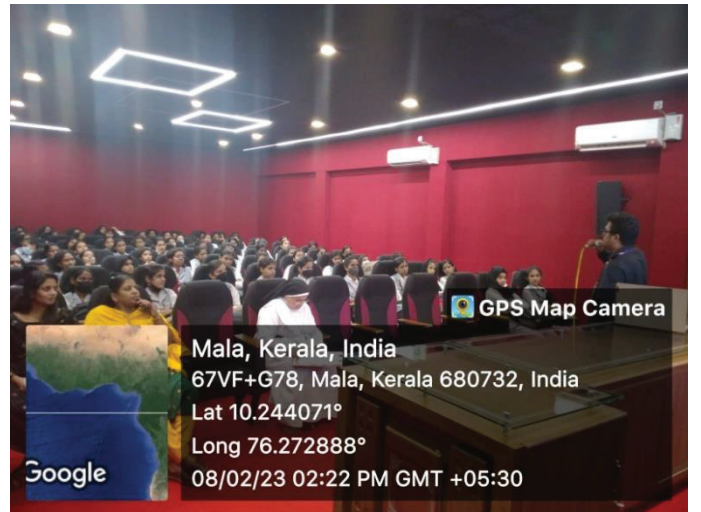 GPS Map Camera
Mala, Kerala, India
67VF+G78, Mala, Kerala 680732, India
Lat 10.244071°
Long 76.272888°
08/02/23 02:22 PM GMT +05:30
Google